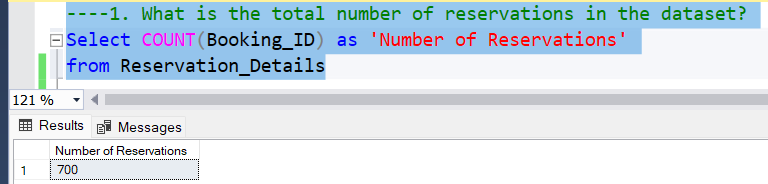 ----1. What is the total number of reservations in the dataset?
Select COUNT(Booking_ID) as 'Number of Reservations'
from Reservation_Details
121 %
Results Messages
Number of Reservations
1 700